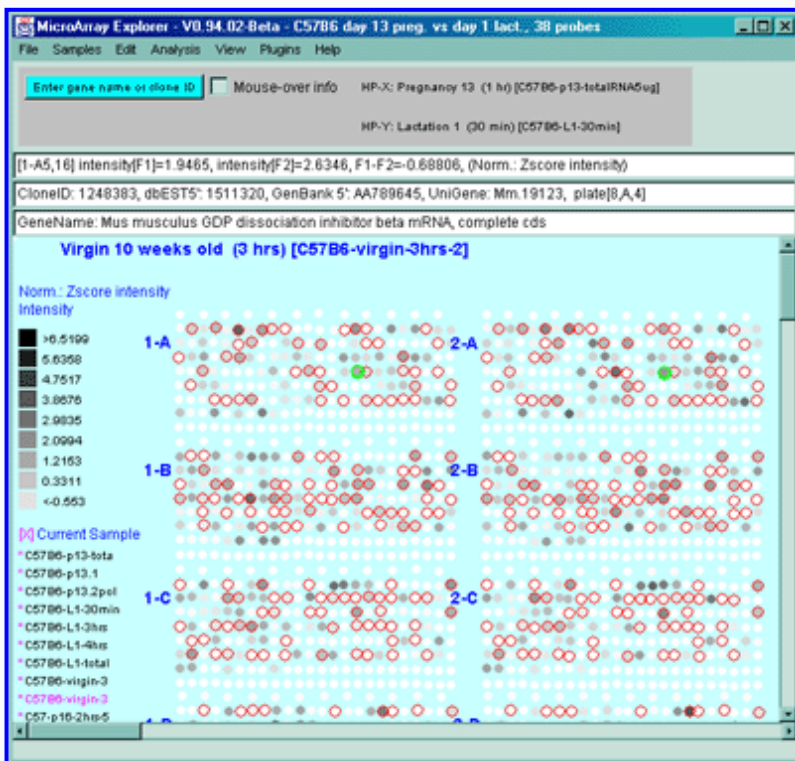 MicroArray Explorer - V0.94.02-Beta - C57B6 day 13 preg. vs day 1 lact., 38 probes
File Samples Edit Analysis View Plugins Help
Enter gene name or clone ID Mouse-over info HP-X: Pregnancy 13 (1 hr) [C57B6-p13-totalRNA5ug]
HP-Y: Lactation 1 (30 min) [C57B6-L1-30min]
[1-A5,16] intensity[F1]=1.9465, intensity[F2]=2.6346, F1-F2=-0.68806, (Norm.: Zscore intensity)
CloneID: 1248383, dbEST5': 1511320, GenBank 5': AA789645, UniGene: Mm.19123, plate[8,A,4]
GeneName: Mus musculus GDP dissociation inhibitor beta mRNA, complete cds
Virgin 10 weeks old (3 hrs) [C57B6-virgin-3hrs-2]
Norm.: Zscore intensity
Intensity
>6.5199
5.6358
4.7517
3.8676
2.9835
2.0994
1.2153
0.3311
<-0.553
1-A 2-A
1-B 2-B
1-C 2-C
1-D 2-D
[X] Current Sample
*C57B6-p13-tota
*C57B6-p13.1
*C57B6-p13.2pol
*C57B6-L1-30min
*C57B6-L1-3hrs
*C57B6-L1-4hrs
*C57B6-L1-total
*C57B6-virgin-3
*C57B6-virgin-3
*C57-p16-2hrs-5